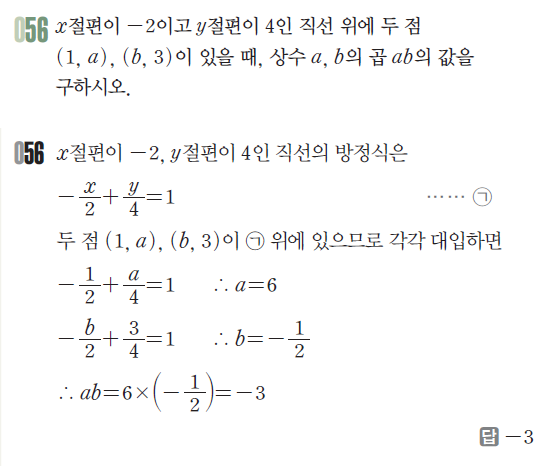 056 x절편이 -2이고 y절편이 4인 직선 위에 두 점
(1, a), (b, 3)이 있을 때, 상수 a, b의 곱 ab의 값을
구하시오.
056 x절편이 -2, y절편이 4인 직선의 방정식은
-x/2+y/4=1 …… ㉠
두 점 (1, a), (b, 3)이 ㉠ 위에 있으므로 각각 대입하면
-1/2+a/4=1 ∴ a=6
-b/2+3/4=1 ∴ b=-1/2
∴ ab=6×(-1/2)=-3
답 -3